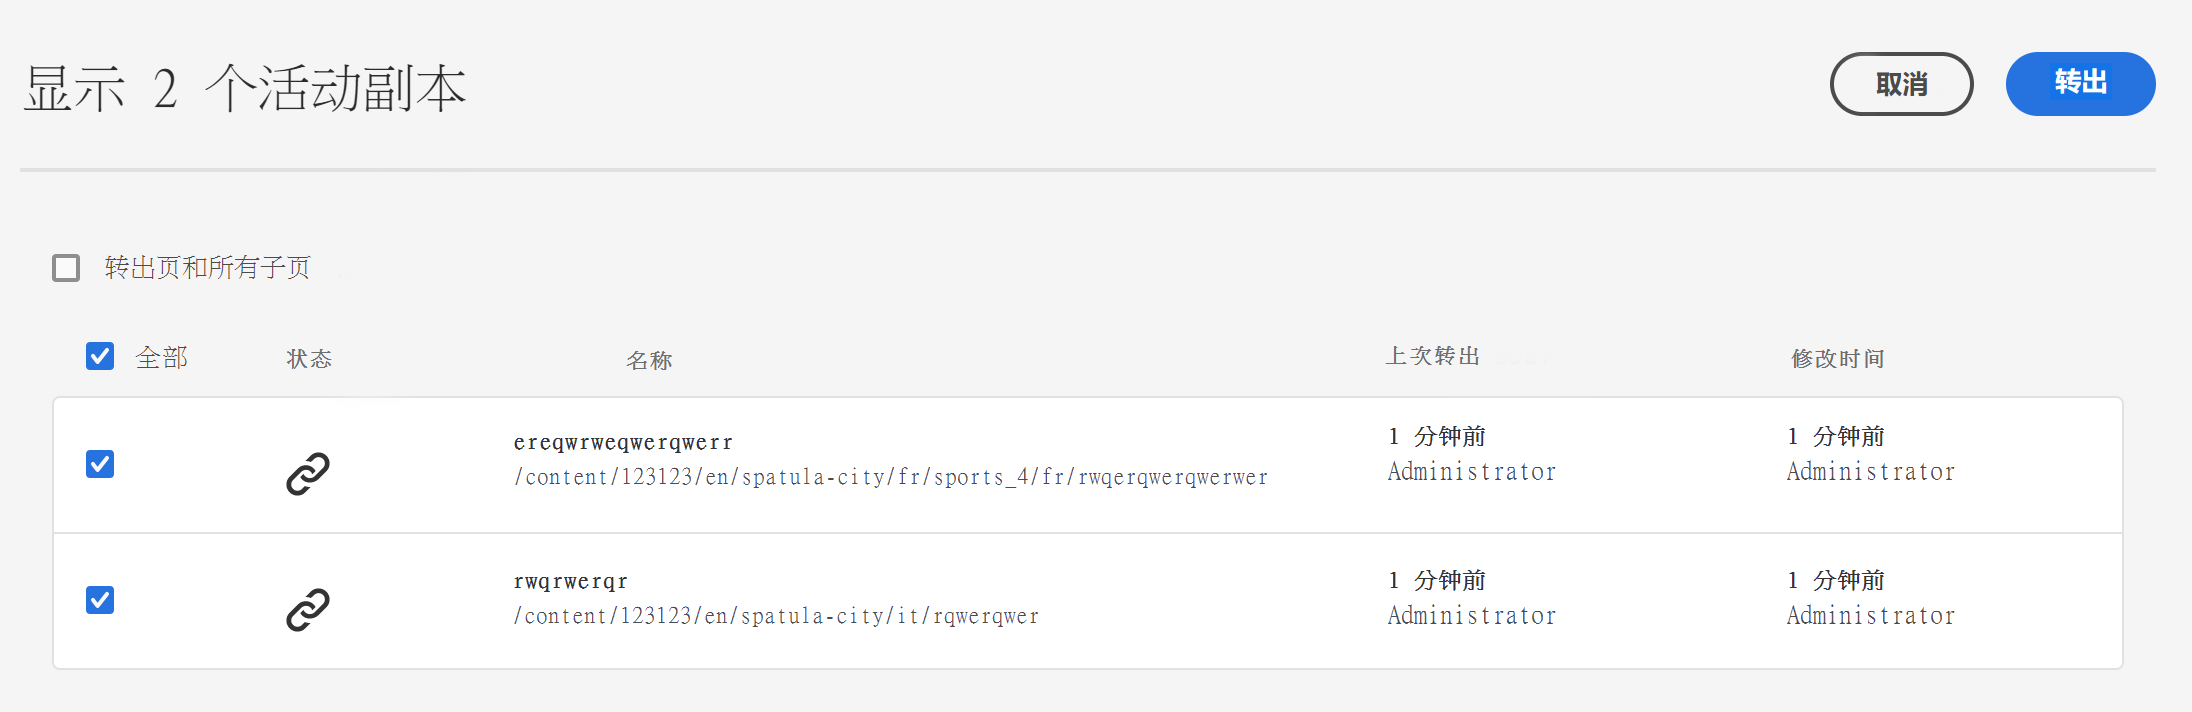 显示 2 个活动副本
取消
转出
转出页和所有子页
全部 状态 名称 上次转出 修改时间
ereqwrweqwerqwerr 1 分钟前 1 分钟前
/content/123123/en/spatula-city/fr/sports_4/fr/rwqerqwerqwerwer Administrator Administrator
rwqrwerqr 1 分钟前 1 分钟前
/content/123123/en/spatula-city/it/rqwerqwer Administrator Administrator